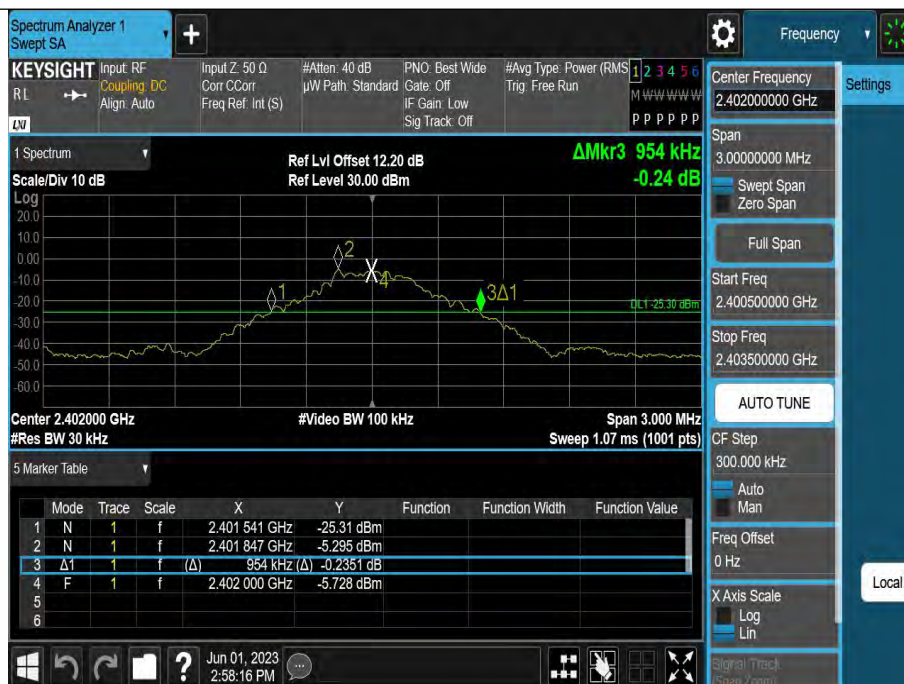 Spectrum Analyzer 1
Swept SA
Frequency
KEYSIGHT
RL
LXI
Input: RF
Coupling: DC
Align: Auto
Input Z: 50 Ω
Corr CCorr
Freq Ref: Int (S)
#Atten: 40 dB
µW Path: Standard
PNO: Best Wide
Gate: Off
IF Gain: Low
Sig Track: Off
#Avg Type: Power (RMS
Trig: Free Run
1 2 3 4 5 6
M W W W W W
P P P P P P
Center Frequency
2.402000000 GHz
Settings
Span
3.00000000 MHz
Swept Span
Zero Span
Full Span
Start Freq
2.400500000 GHz
Stop Freq
2.403500000 GHz
AUTO TUNE
CF Step
300.000 kHz
Auto
Man
Freq Offset
0 Hz
X Axis Scale
Log
Lin
Signal Track
(Span Zoom)
Local
1 Spectrum
Scale/Div 10 dB
Log
Ref Lvl Offset 12.20 dB
Ref Level 30.00 dBm
ΔMkr3 954 kHz
-0.24 dB
20.0
10.0
0.00
-10.0
-20.0
-30.0
-40.0
-50.0
-60.0
1
2
4
3Δ1
DL1 -25.30 dBm
Center 2.402000 GHz
#Video BW 100 kHz
Span 3.000 MHz
#Res BW 30 kHz
Sweep 1.07 ms (1001 pts)
5 Marker Table
Mode Trace Scale X Y Function Function Width Function Value
1 N 1 f 2.401 541 GHz -25.31 dBm
2 N 1 f 2.401 847 GHz -5.295 dBm
3 Δ1 1 f (Δ) 954 kHz (Δ) -0.2351 dB
4 F 1 f 2.402 000 GHz -5.728 dBm
5
6
?
Jun 01, 2023
2:58:16 PM